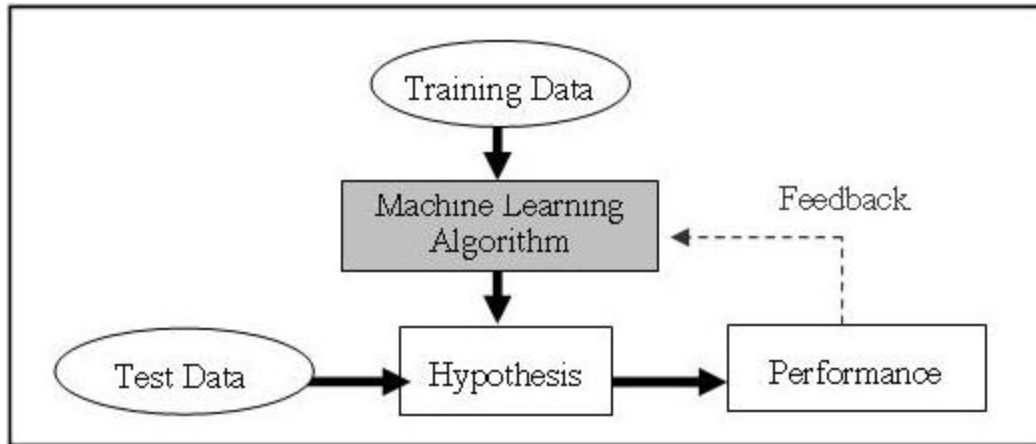 Training Data
Machine Learning
Algorithm
Feedback
Test Data
Hypothesis
Performance